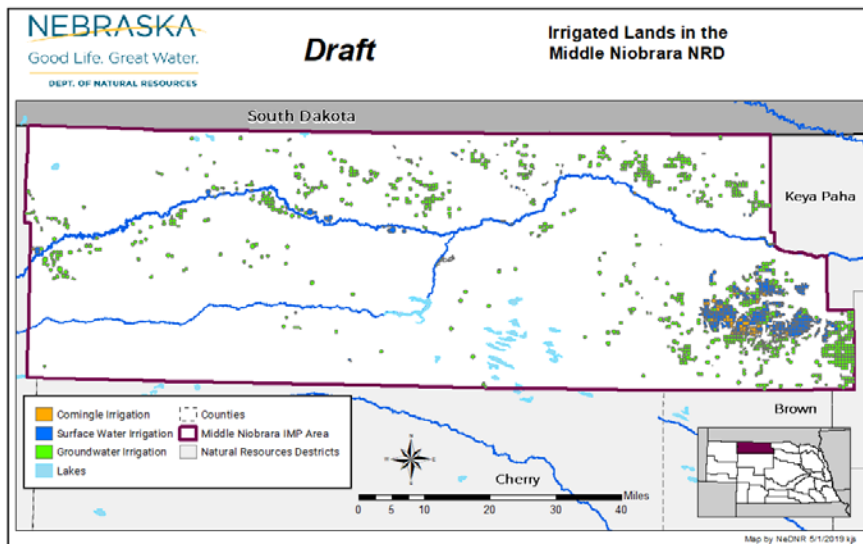 NEBRASKA
Good Life. Great Water.
DEPT. OF NATURAL RESOURCES
Draft
Irrigated Lands in the
Middle Niobrara NRD
South Dakota
Keya Paha
Brown
Cherry
Comingle Irrigation
Surface Water Irrigation
Groundwater Irrigation
Lakes
Counties
Middle Niobrara IMP Area
Natural Resources Destricts
Miles
0 5 10 20 30 40
Map by NeDNR 5/1/2019 kjs